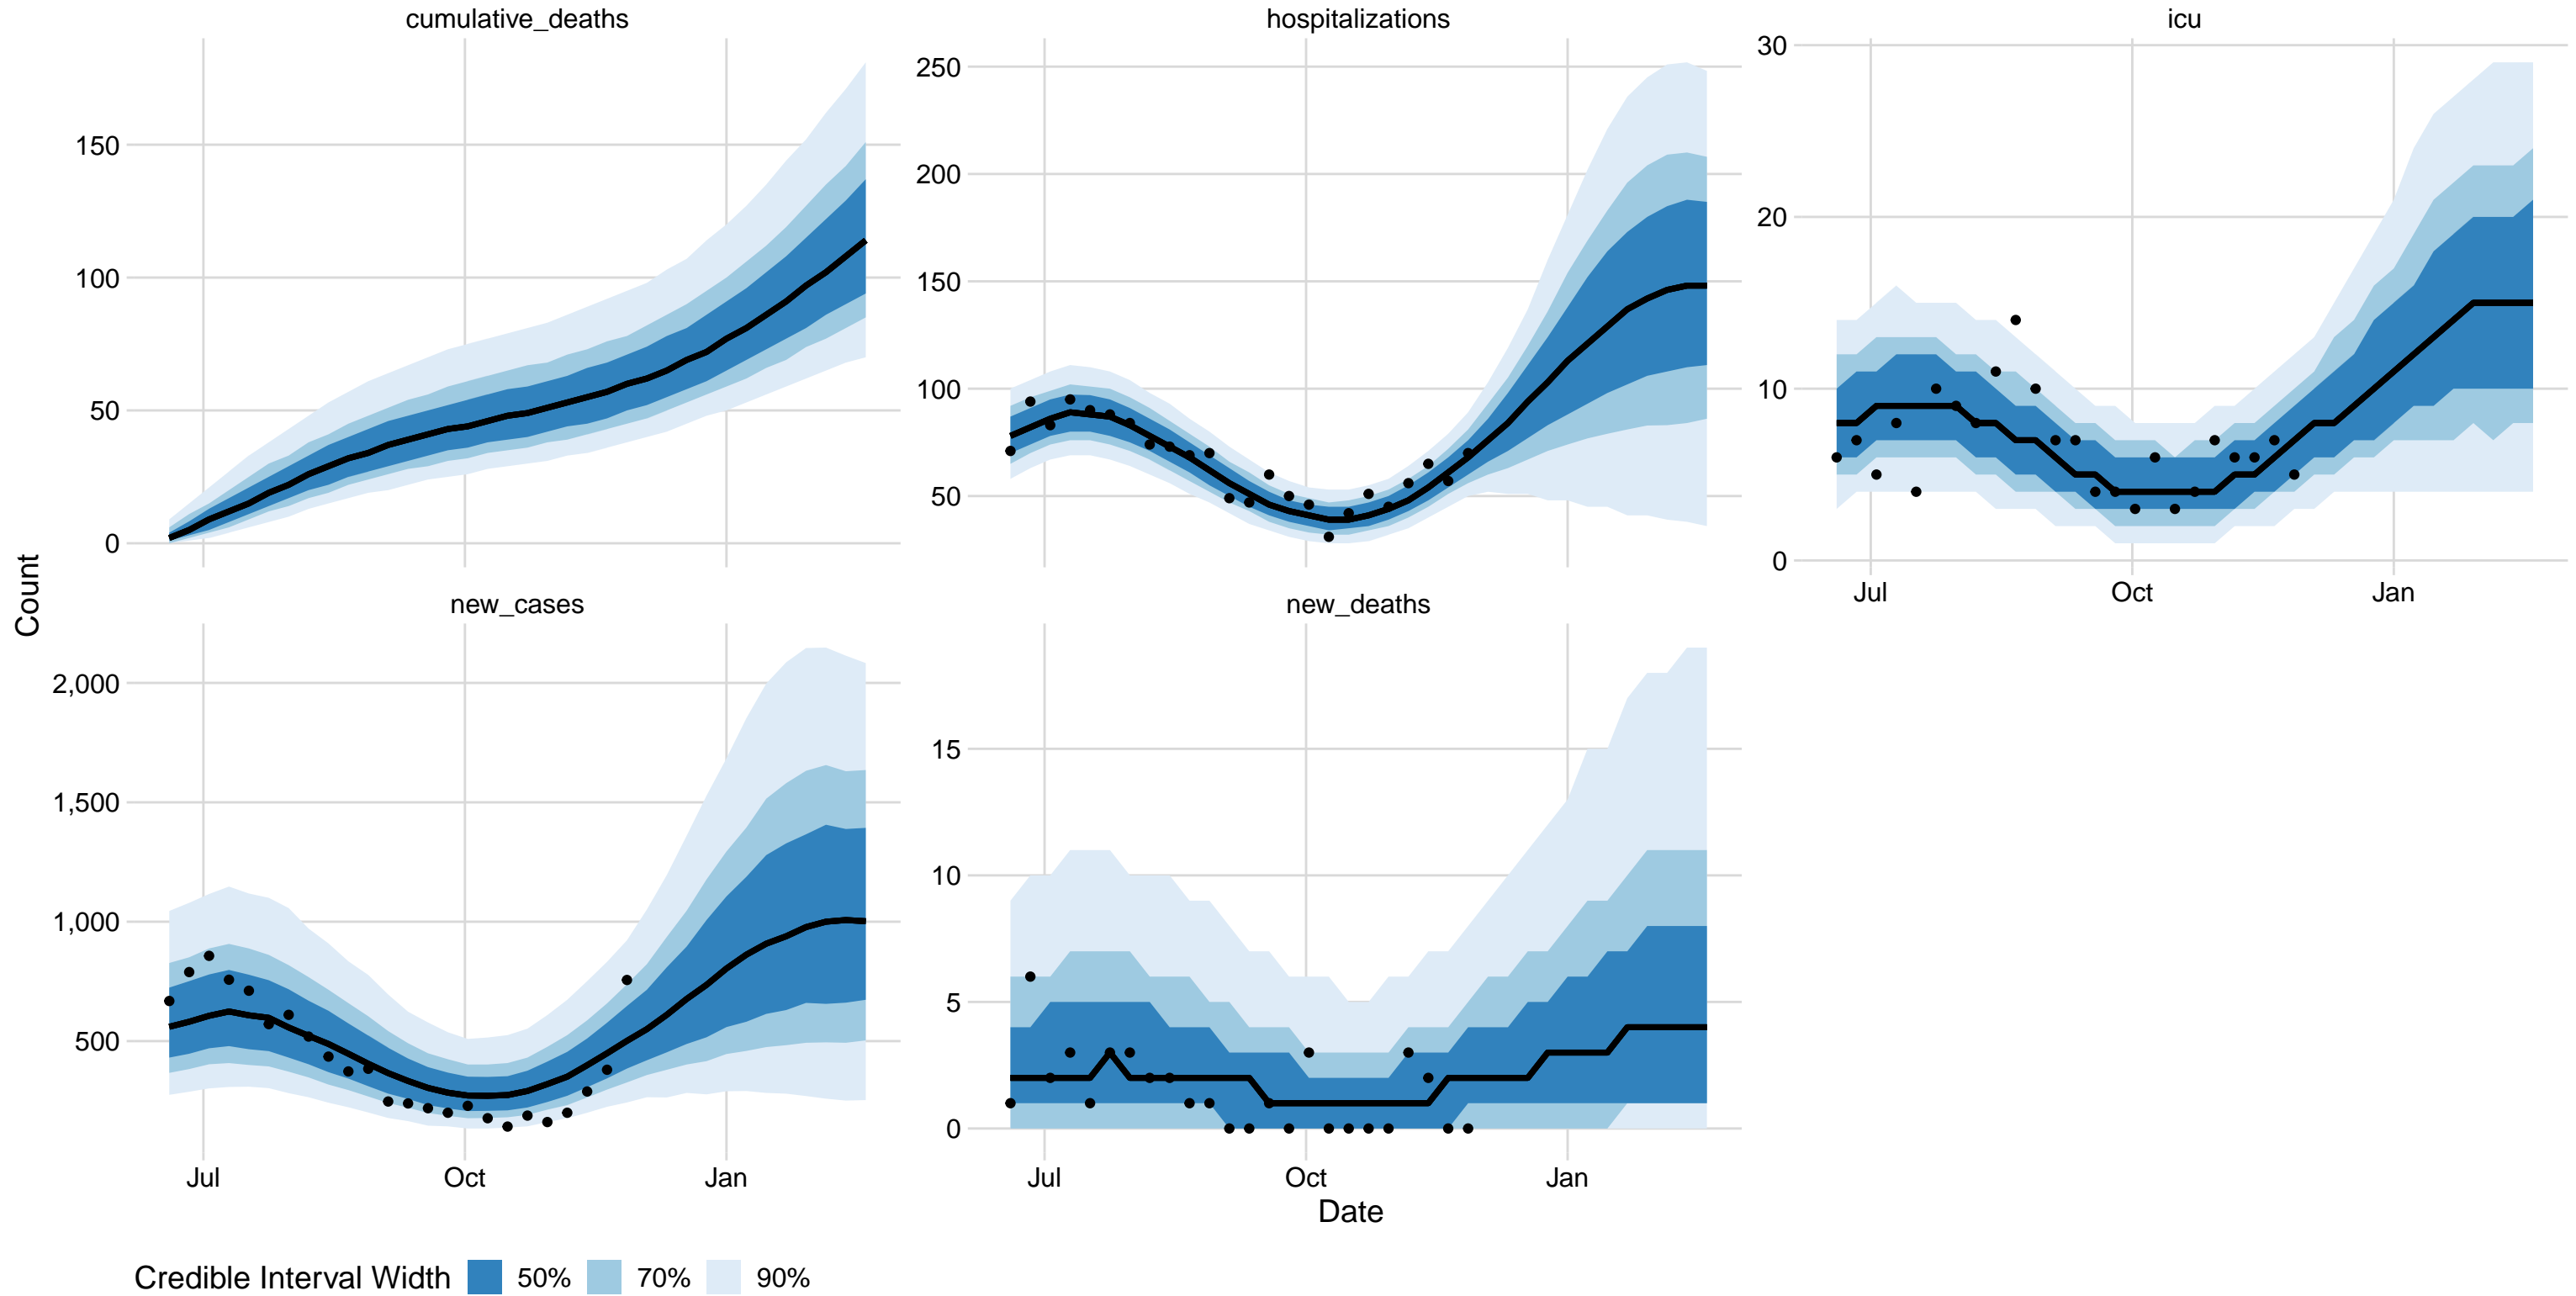 cumulative_deaths
hospitalizations
icu
150
100
50
0
250
200
150
100
50
30
20
10
0
Jul Oct Jan
Count
new_cases
new_deaths
2,000
1,500
1,000
500
15
10
5
0
Jul Oct Jan
Jul Oct Jan
Date
Credible Interval Width 50% 70% 90%